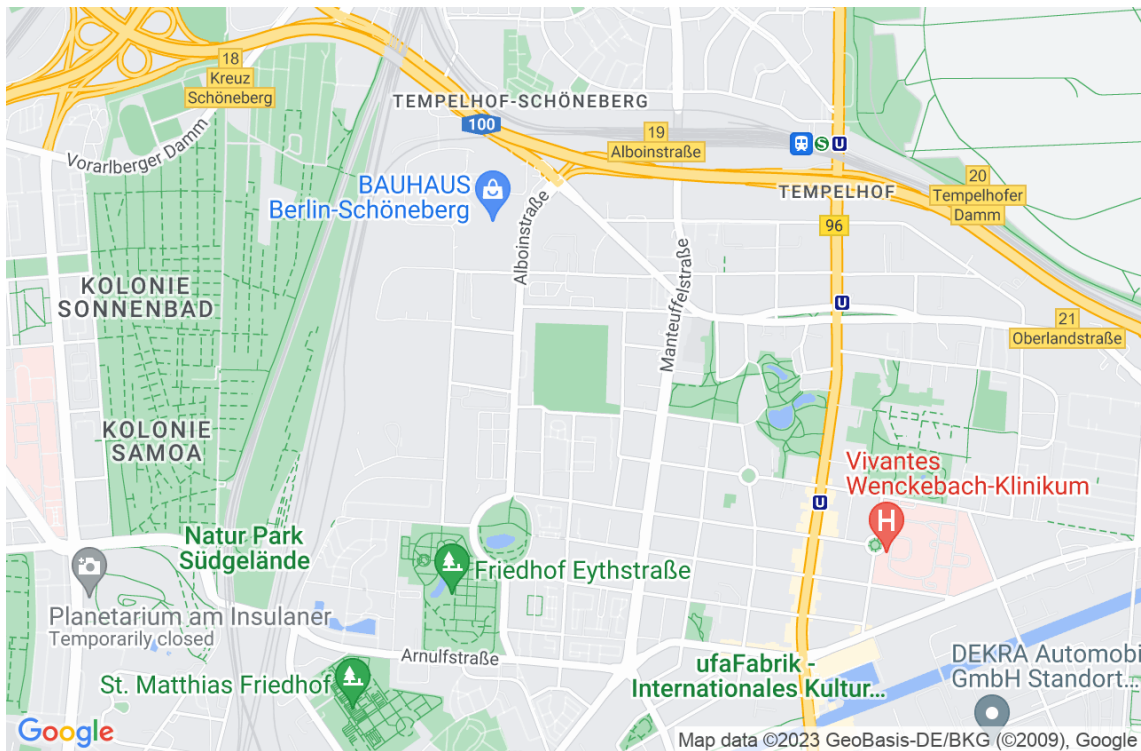 18
Kreuz
Schöneberg
TEMPELHOF-SCHÖNEBERG
100
19
Alboinstraße
S
U
Vorarlberger Damm
BAUHAUS
Berlin-Schöneberg
TEMPELHOF
20
Tempelhofer
Damm
96
Alboinstraße
Manteuffelstraße
KOLONIE
SONNENBAD
U
21
Oberlandstraße
KOLONIE
SAMOA
Vivantes
Wenckebach-Klinikum
U
H
Natur Park
Südgelände
Friedhof Eythstraße
Planetarium am Insulaner
Temporarily closed
Arnulfstraße
ufaFabrik -
Internationales Kultur...
DEKRA Automobi
GmbH Standort...
St. Matthias Friedhof
Google
Map data ©2023 GeoBasis-DE/BKG (©2009), Google